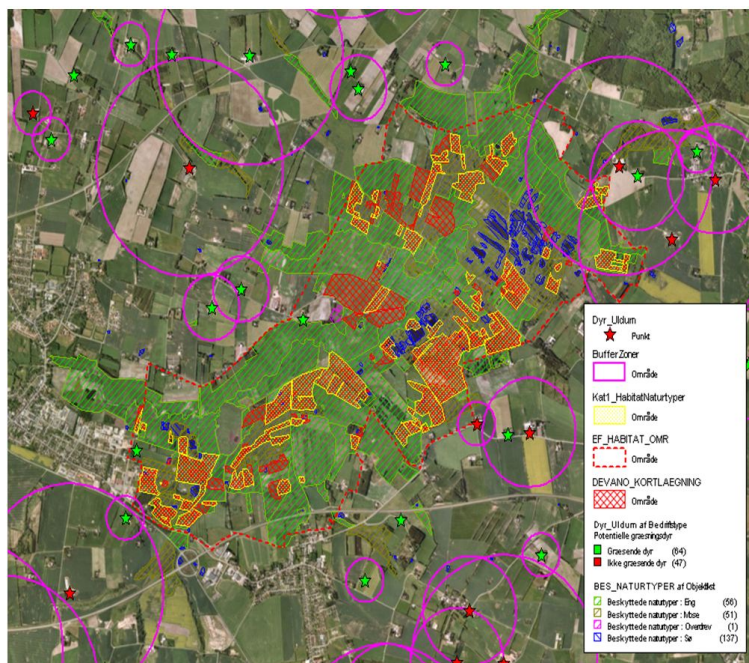 Dyr_Uldum
Punkt
BufferZoner
Område
Kat1_HabitatNaturtyper
Område
EF_HABITAT_OMR
Område
DEVANO_KORTLAEGNING
Område
Dyr_Uldum af Bedriftstype
Potentielle græsningsdyr
Græsende dyr (64)
Ikke græsende dyr (47)
BES_NATURTYPER af Objektkt
Beskyttede naturtyper : Eng (56)
Beskyttede naturtyper : Mose (51)
Beskyttede naturtyper : Overdrev (1)
Beskyttede naturtyper : Sø (137)